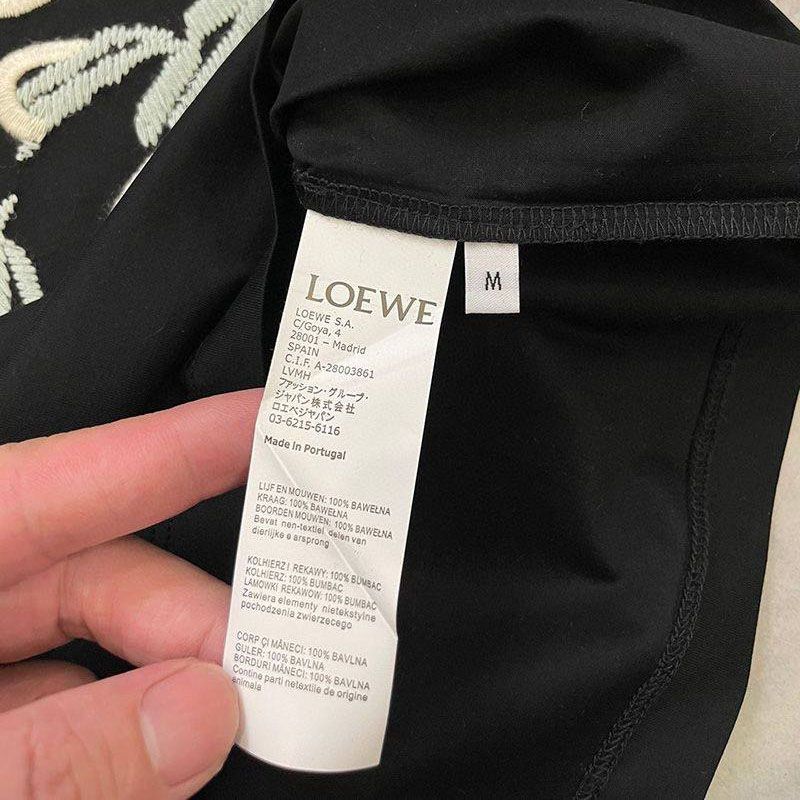 LOEWE
M
LOEWE S.A.
C/Goya, 4
28001 – Madrid
SPAIN
C.I.F. A-28003861
LVMH
ファッション・グループ・
ジャパン株式会社
ロエベジャパン
03-6215-6116
Made in Portugal
LIJF EN MOUWEN: 100% BAWEŁNA
KRAAG: 100% BAWEŁNA
BOORDEN MOUWEN: 100% BAWEŁNA
Bevat nen-textiel delen van
dierlijke e arsprong
KOLHIERZ I REKAWY: 100% BUMBAC
KOLHIERZ: 100% BUMBAC
LAMOWKI REKAWOW: 100% BUMBAC
Zawiera elementy nietekstylne
pochodzenia zwierzecego
CORP ÇI MÂNECI: 100% BAVLNA
GULER: 100% BAVLNA
BORDURI MÂNECI: 100% BAVLNA
Contine parti netextile de origine
animala